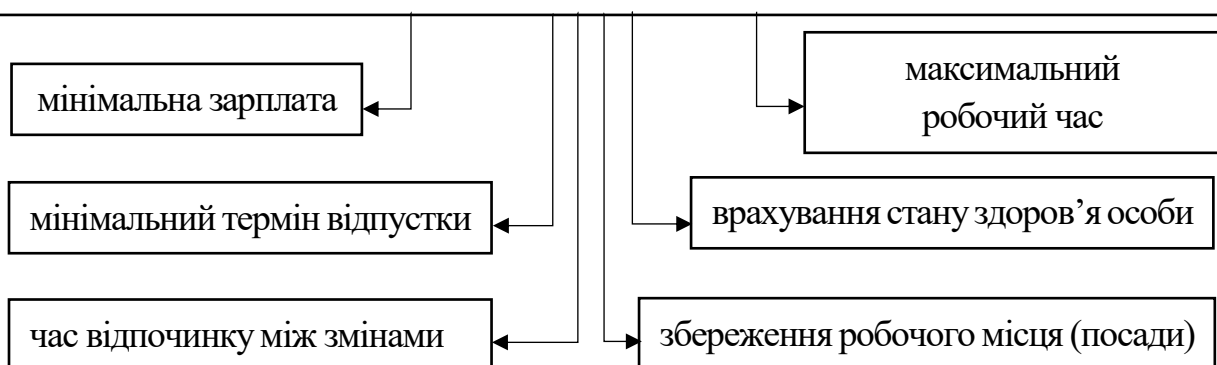 мінімальна зарплата
максимальний
робочий час
мінімальний термін відпустки
врахування стану здоров’я особи
час відпочинку між змінами
збереження робочого місця (посади)